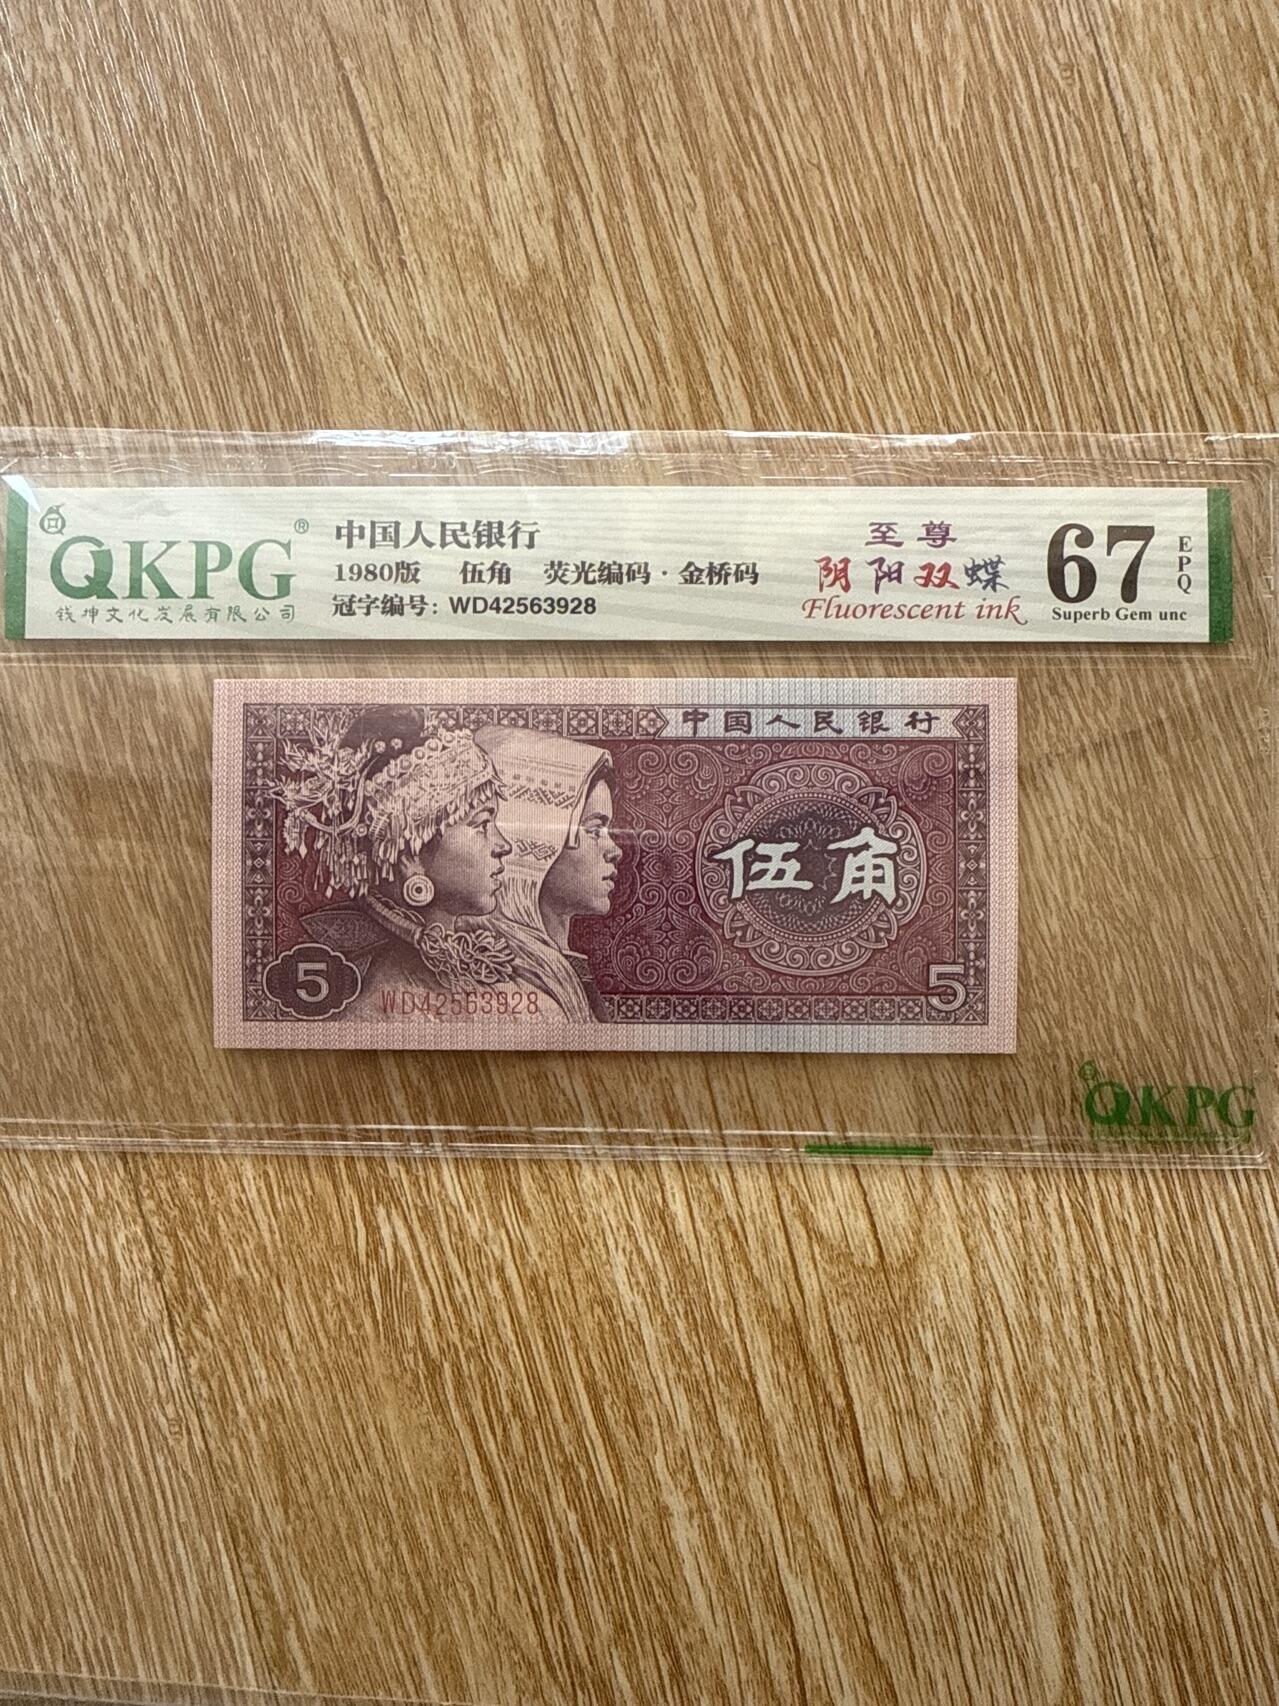 QKPG®
钱坤文化发展有限公司
中国人民银行
1980版 伍角 荧光编码·金桥码
冠字编号: WD42563928
至尊
阴阳双蝶
Fluorescent ink
67
EPQ
Superb Gem unc
中国人民银行
伍角
5
WD42563928
5
QKPG